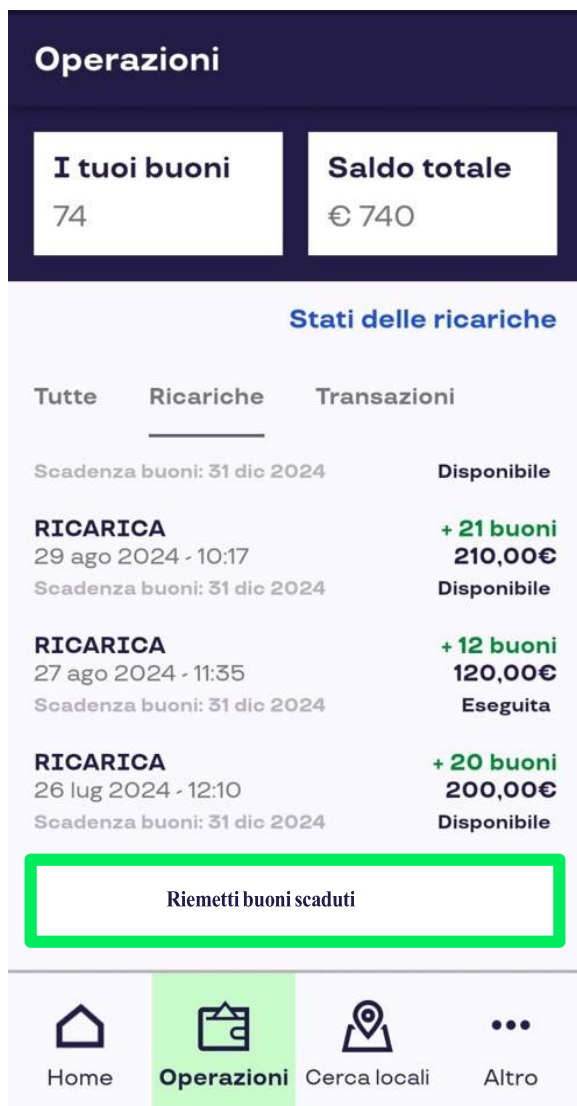 Operazioni
I tuoi buoni
74
Saldo totale
€ 740
Stati delle ricariche
Tutte Ricariche Transazioni
Scadenza buoni: 31 dic 2024 Disponibile
RICARICA + 21 buoni
29 ago 2024 - 10:17 210,00€
Scadenza buoni: 31 dic 2024 Disponibile
RICARICA + 12 buoni
27 ago 2024 - 11:35 120,00€
Scadenza buoni: 31 dic 2024 Eseguita
RICARICA + 20 buoni
26 lug 2024 - 12:10 200,00€
Scadenza buoni: 31 dic 2024 Disponibile
Riemetti buoni scaduti
Home Operazioni Cerca locali Altro